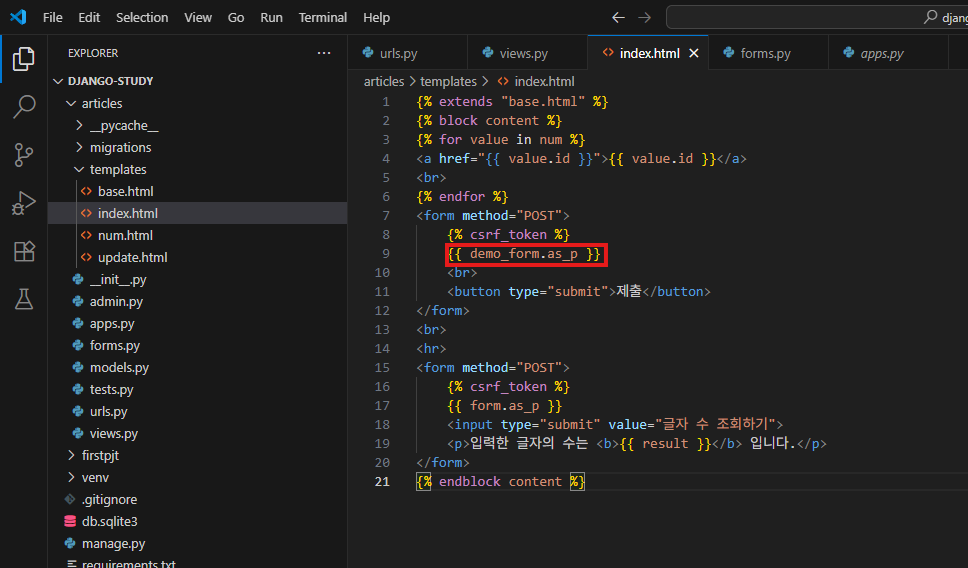 File Edit Selection View Go Run Terminal Help
djang
EXPLORER
DJANGO-STUDY
articles
__pycache__
migrations
templates
base.html
index.html
num.html
update.html
__init__.py
admin.py
apps.py
forms.py
models.py
tests.py
urls.py
views.py
firstpjt
venv
.gitignore
db.sqlite3
manage.py
requirements.txt
urls.py views.py index.html forms.py apps.py
articles > templates > index.html
1 {% extends "base.html" %}
2 {% block content %}
3 {% for value in num %}
4 <a href="{{ value.id }}">{{ value.id }}</a>
5 <br>
6 {% endfor %}
7 <form method="POST">
8 {% csrf_token %}
9 {{ demo_form.as_p }}
10 <br>
11 <button type="submit">제출</button>
12 </form>
13 <br>
14 <hr>
15 <form method="POST">
16 {% csrf_token %}
17 {{ form.as_p }}
18 <input type="submit" value="글자 수 조회하기">
19 <p>입력한 글자의 수는 <b>{{ result }}</b> 입니다.</p>
20 </form>
21 {% endblock content %}